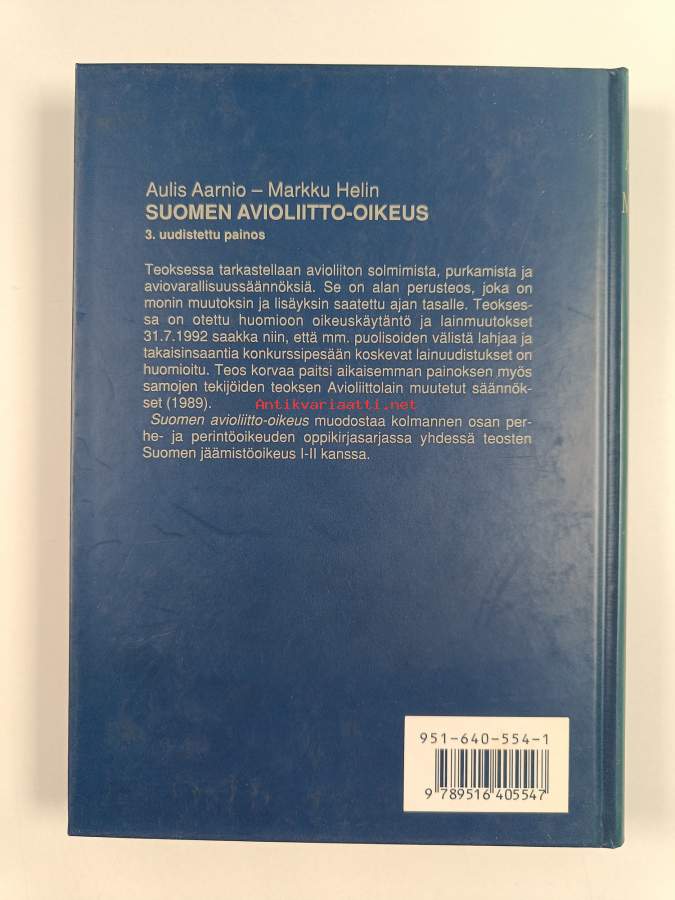 Aulis Aarnio – Markku Helin
SUOMEN AVIOLIITTO-OIKEUS
3. uudistettu painos
Teoksessa tarkastellaan avioliiton solmimista, purkamista ja
aviovarallisuussäännöksiä. Se on alan perusteos, joka on
monin muutoksin ja lisäyksin saatettu ajan tasalle. Teokses-
sa on otettu huomioon oikeuskäytäntö ja lainmuutokset
31.7.1992 saakka niin, että mm. puolisoiden välistä lahjaa ja
takaisinsaantia konkurssipesään koskevat lainuudistukset on
huomioitu. Teos korvaa paitsi aikaisemman painoksen myös
samojen tekijöiden teoksen Avioliittolain muutetut säännök-
set (1989).
Antikvariaatti.net
Suomen avioliitto-oikeus muodostaa kolmannen osan per-
he- ja perintöoikeuden oppikirjasarjassa yhdessä teosten
Suomen jäämistöoikeus I-II kanssa.
951-640-554-1
9 789516 405547